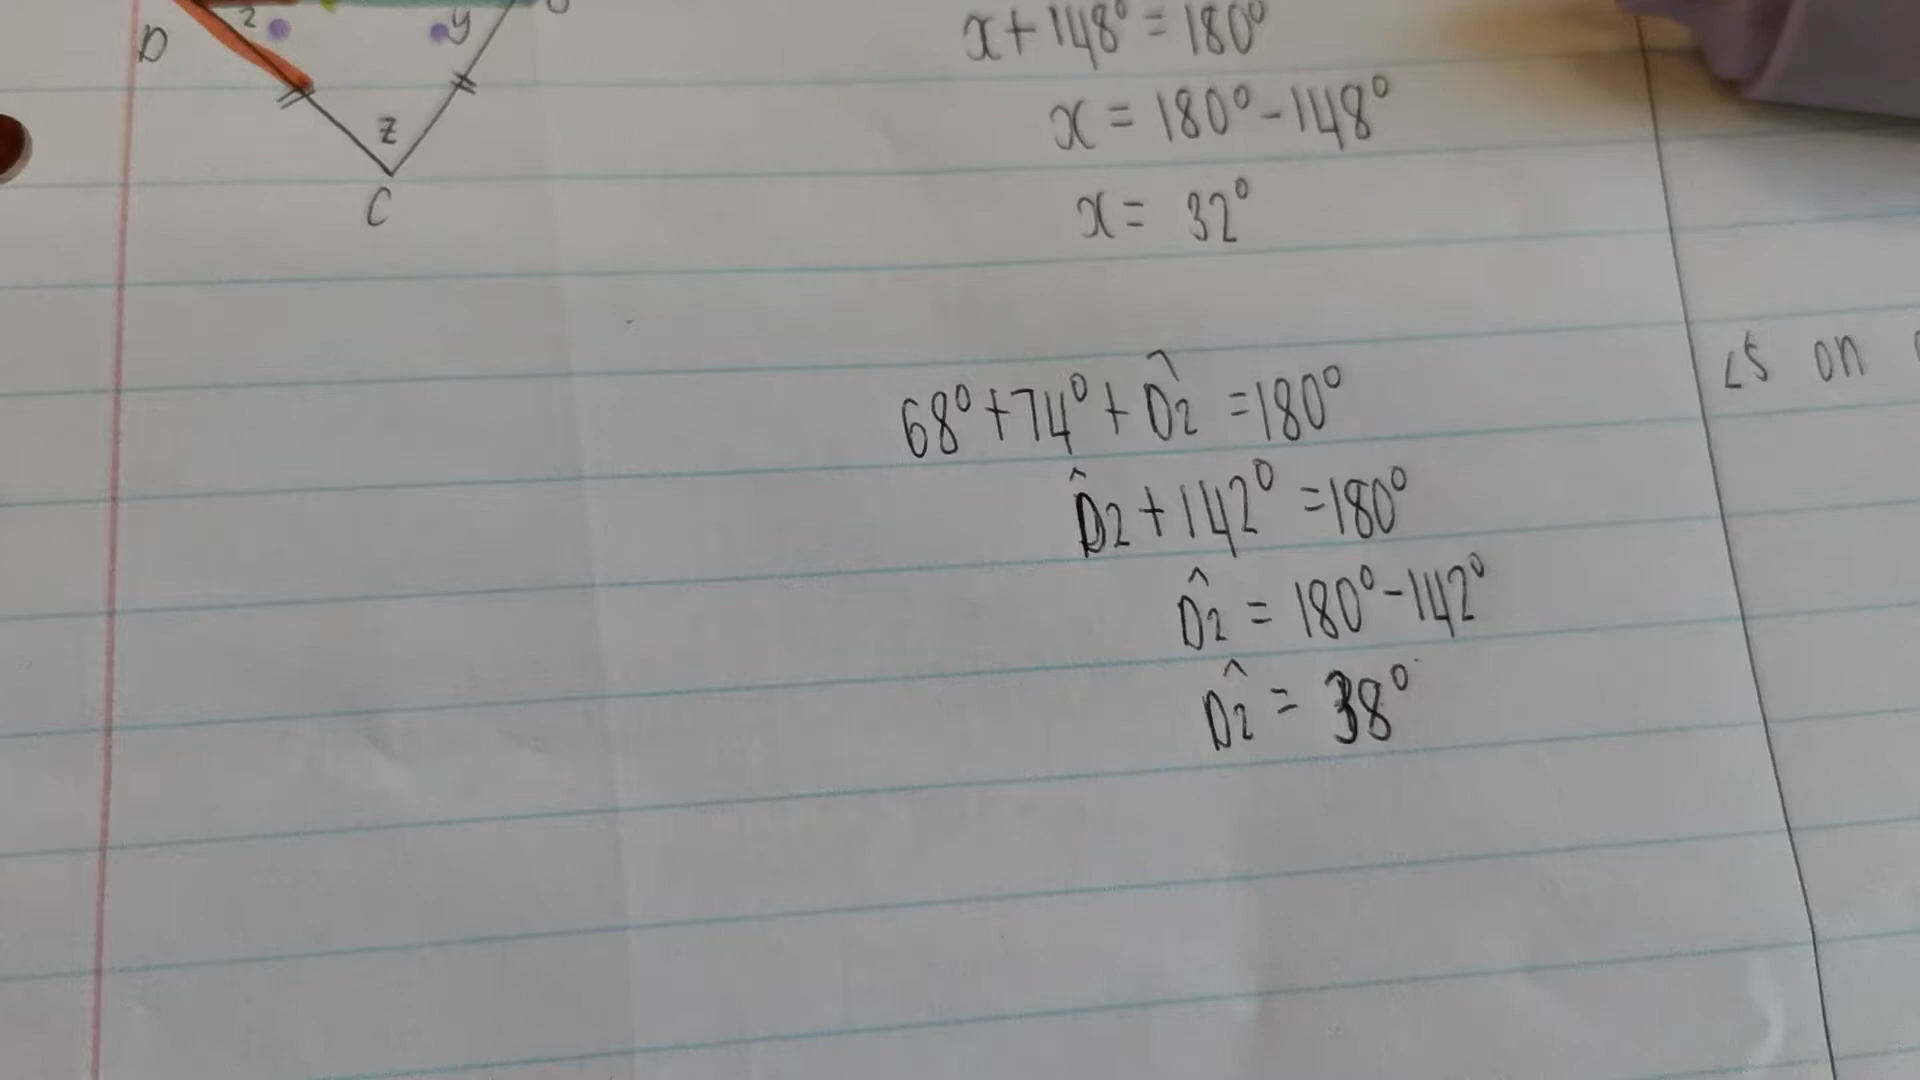 x + 148° = 180°
2
y
D
x = 180° - 148°
z
x = 32°
C
∠s on
68° + 74° + D̂2 = 180°
D̂2 + 142° = 180°
D̂2 = 180° - 142°
D̂2 = 38°